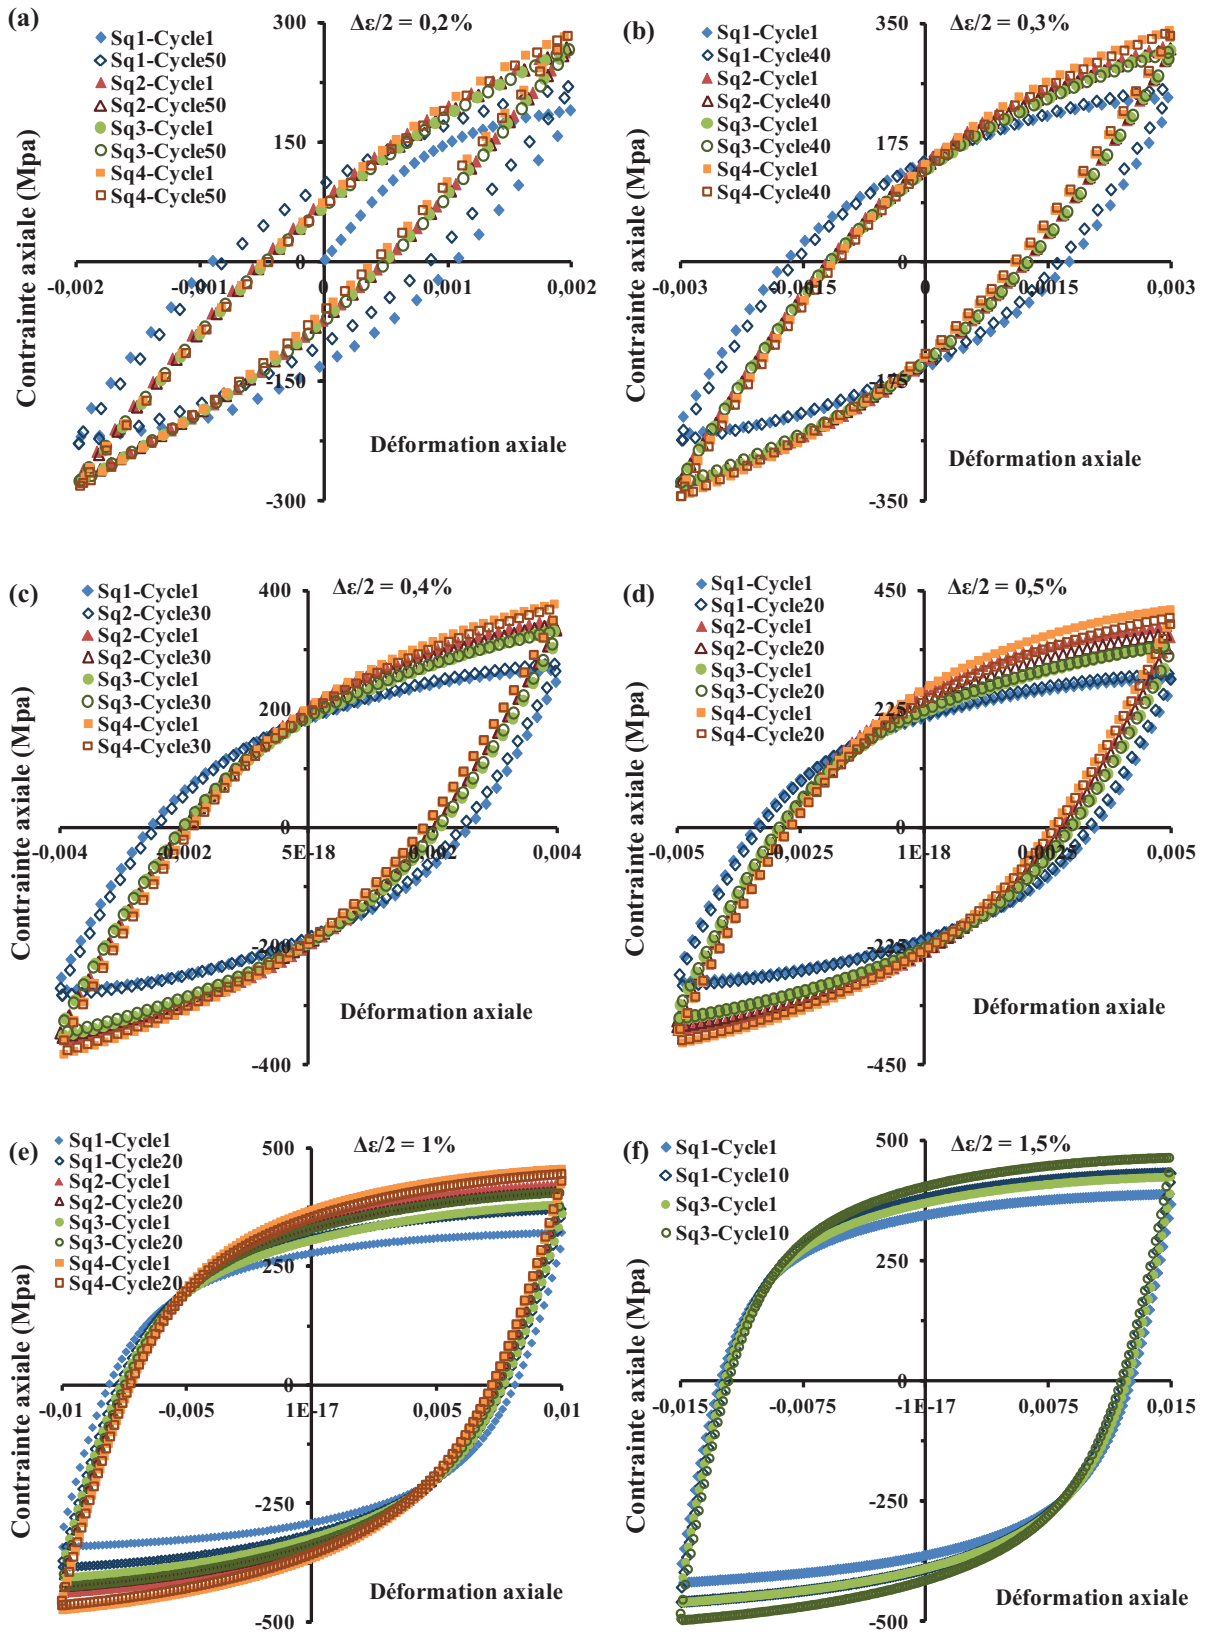 (a)
Δε/2 = 0,2%
Sq1-Cycle1
Sq1-Cycle50
Sq2-Cycle1
Sq2-Cycle50
Sq3-Cycle1
Sq3-Cycle50
Sq4-Cycle1
Sq4-Cycle50
300
150
0
-150
-300
-0,002
-0,001
0
0,001
0,002
Contrainte axiale (Mpa)
Déformation axiale
(b)
Δε/2 = 0,3%
Sq1-Cycle1
Sq1-Cycle40
Sq2-Cycle1
Sq2-Cycle40
Sq3-Cycle1
Sq3-Cycle40
Sq4-Cycle1
Sq4-Cycle40
350
175
0
-175
-350
-0,003
-0,0015
0
0,0015
0,003
Contrainte axiale (Mpa)
Déformation axiale
(c)
Δε/2 = 0,4%
Sq1-Cycle1
Sq2-Cycle30
Sq2-Cycle1
Sq2-Cycle30
Sq3-Cycle1
Sq3-Cycle30
Sq4-Cycle1
Sq4-Cycle30
400
200
0
-200
-400
-0,004
-0,002
5E-18
0,002
0,004
Contrainte axiale (Mpa)
Déformation axiale
(d)
Δε/2 = 0,5%
Sq1-Cycle1
Sq1-Cycle20
Sq2-Cycle1
Sq2-Cycle20
Sq3-Cycle1
Sq3-Cycle20
Sq4-Cycle1
Sq4-Cycle20
450
225
0
-225
-450
-0,005
-0,0025
1E-18
0,0025
0,005
Contrainte axiale (Mpa)
Déformation axiale
(e)
Δε/2 = 1%
Sq1-Cycle1
Sq1-Cycle20
Sq2-Cycle1
Sq2-Cycle20
Sq3-Cycle1
Sq3-Cycle20
Sq4-Cycle1
Sq4-Cycle20
500
250
0
-250
-500
-0,01
-0,005
1E-17
0,005
0,01
Contrainte axiale (Mpa)
Déformation axiale
(f)
Δε/2 = 1,5%
Sq1-Cycle1
Sq1-Cycle10
Sq3-Cycle1
Sq3-Cycle10
500
250
0
-250
-500
-0,015
-0,0075
-1E-17
0,0075
0,015
Contrainte axiale (Mpa)
Déformation axiale